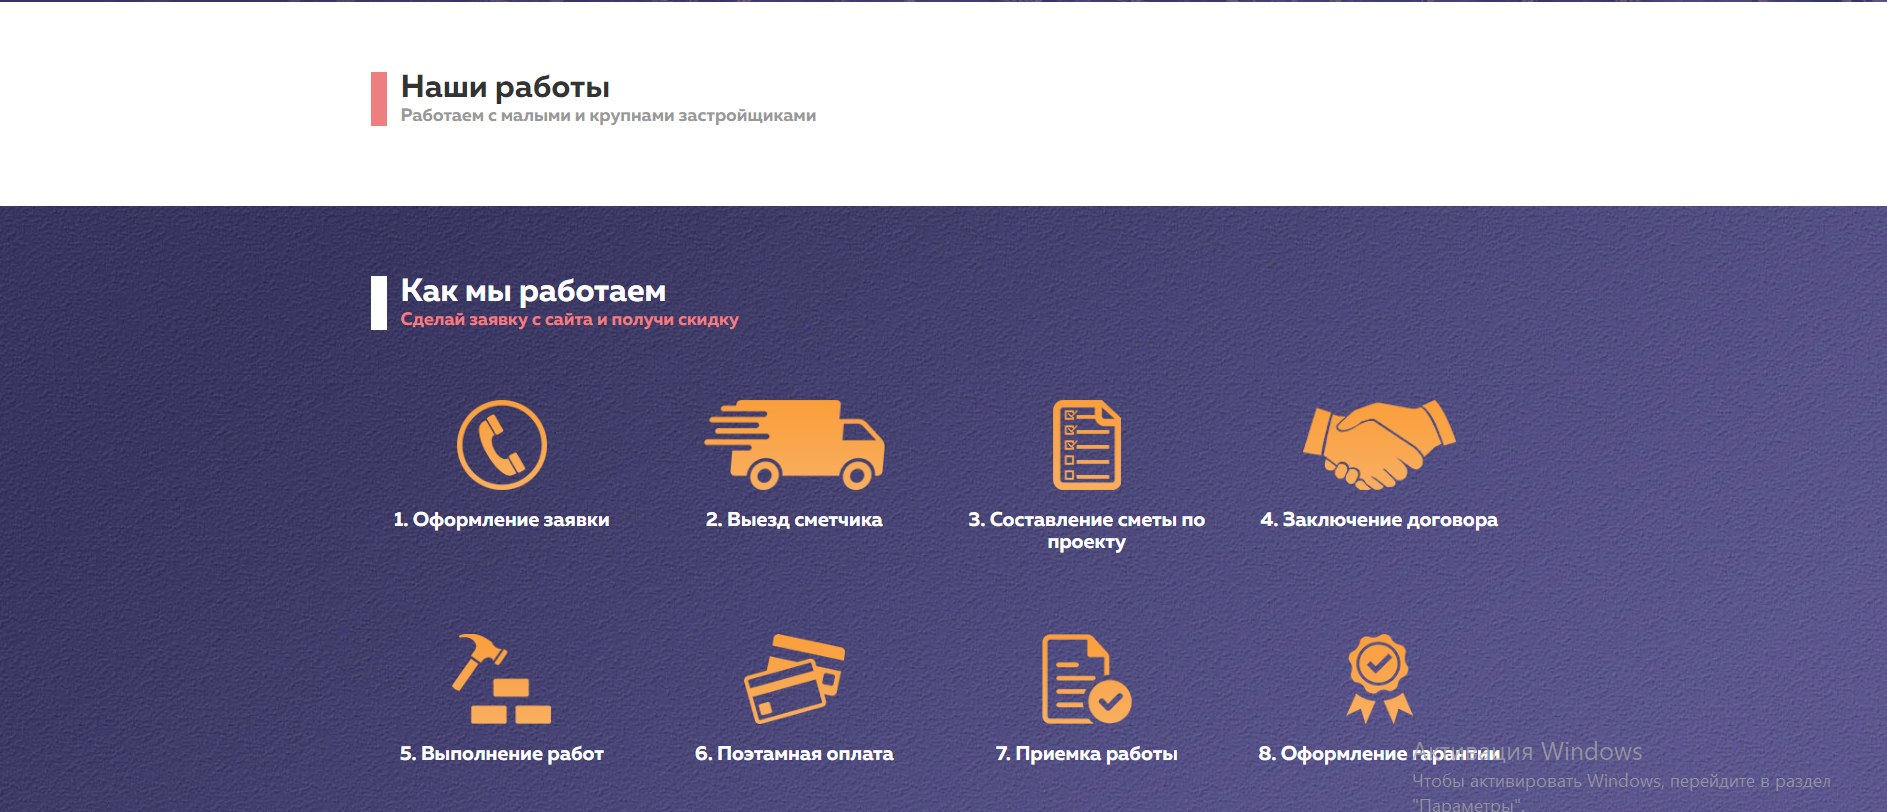 Наши работы
Работаем с малыми и крупнами застройщиками
Как мы работаем
Сделай заявку с сайта и получи скидку
1. Оформление заявки
2. Выезд сметчика
3. Составление сметы по
проекту
4. Заключение договора
5. Выполнение работ
6. Поэтамная оплата
7. Приемка работы
8. Оформление гарантии
Активация Windows
Чтобы активировать Windows, перейдите в раздел
"Параметры".